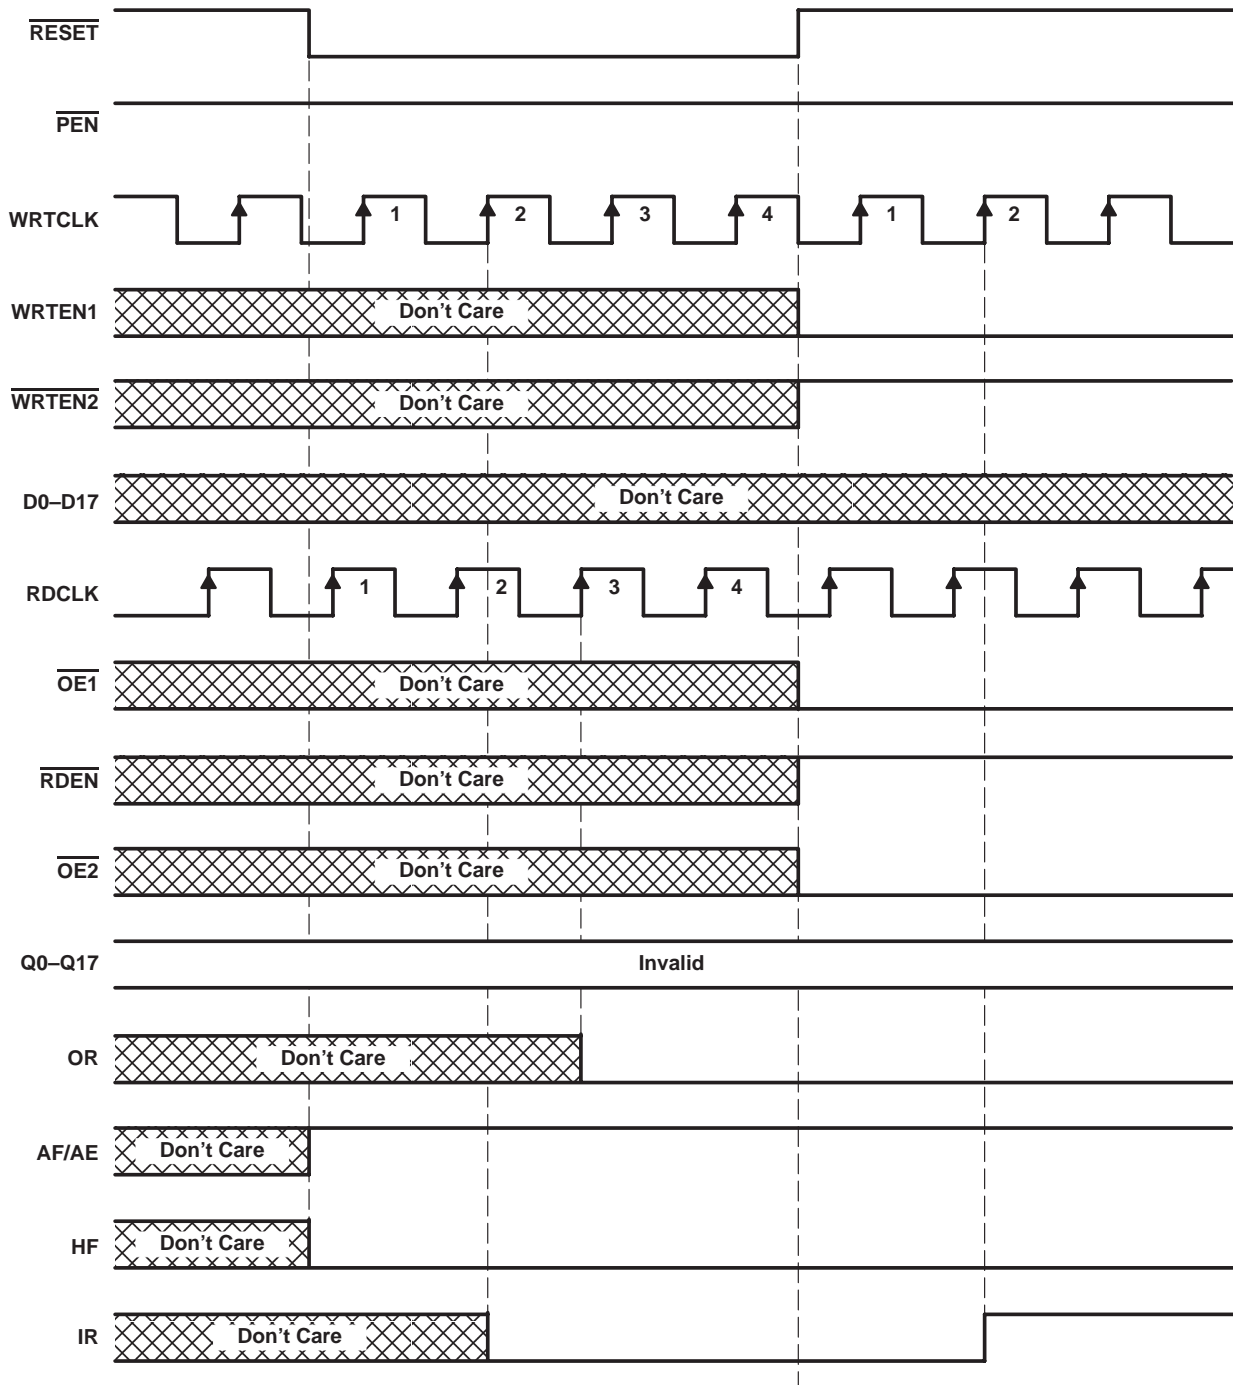 RESET
PEN
WRTCLK 1 2 3 4 1 2
WRTEN1 Don't Care
WRTEN2 Don't Care
D0–D17 Don't Care
RDCLK 1 2 3 4
OE1 Don't Care
RDEN Don't Care
OE2 Don't Care
Q0–Q17 Invalid
OR Don't Care
AF/AE Don't Care
HF Don't Care
IR Don't Care